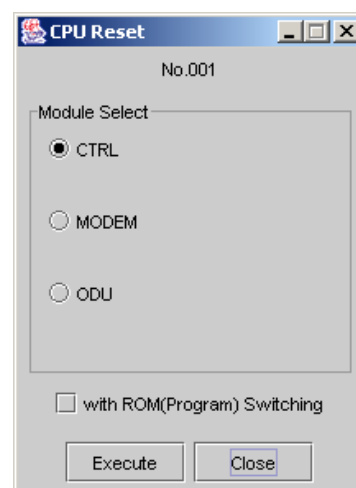 CPU Reset
No.001
Module Select
CTRL
MODEM
ODU
with ROM(Program) Switching
Execute Close